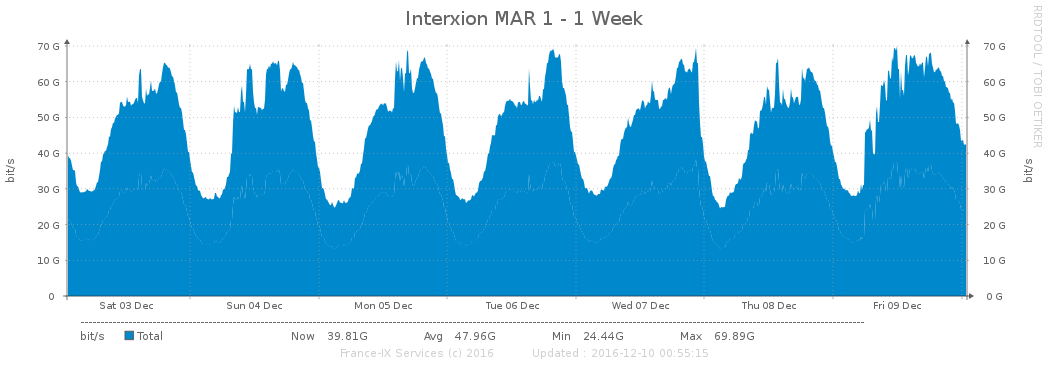 Interxion MAR 1 - 1 Week
RRDTOOL / TOBI OETIKER
bit/s
70 G
60 G
50 G
40 G
30 G
20 G
10 G
0
70 G
60 G
50 G
40 G
30 G
20 G
10 G
0 G
bit/s
Sat 03 Dec Sun 04 Dec Mon 05 Dec Tue 06 Dec Wed 07 Dec Thu 08 Dec Fri 09 Dec
bit/s Total Now 39.81G Avg 47.96G Min 24.44G Max 69.89G
France-IX Services (c) 2016 Updated : 2016-12-10 00:55:15